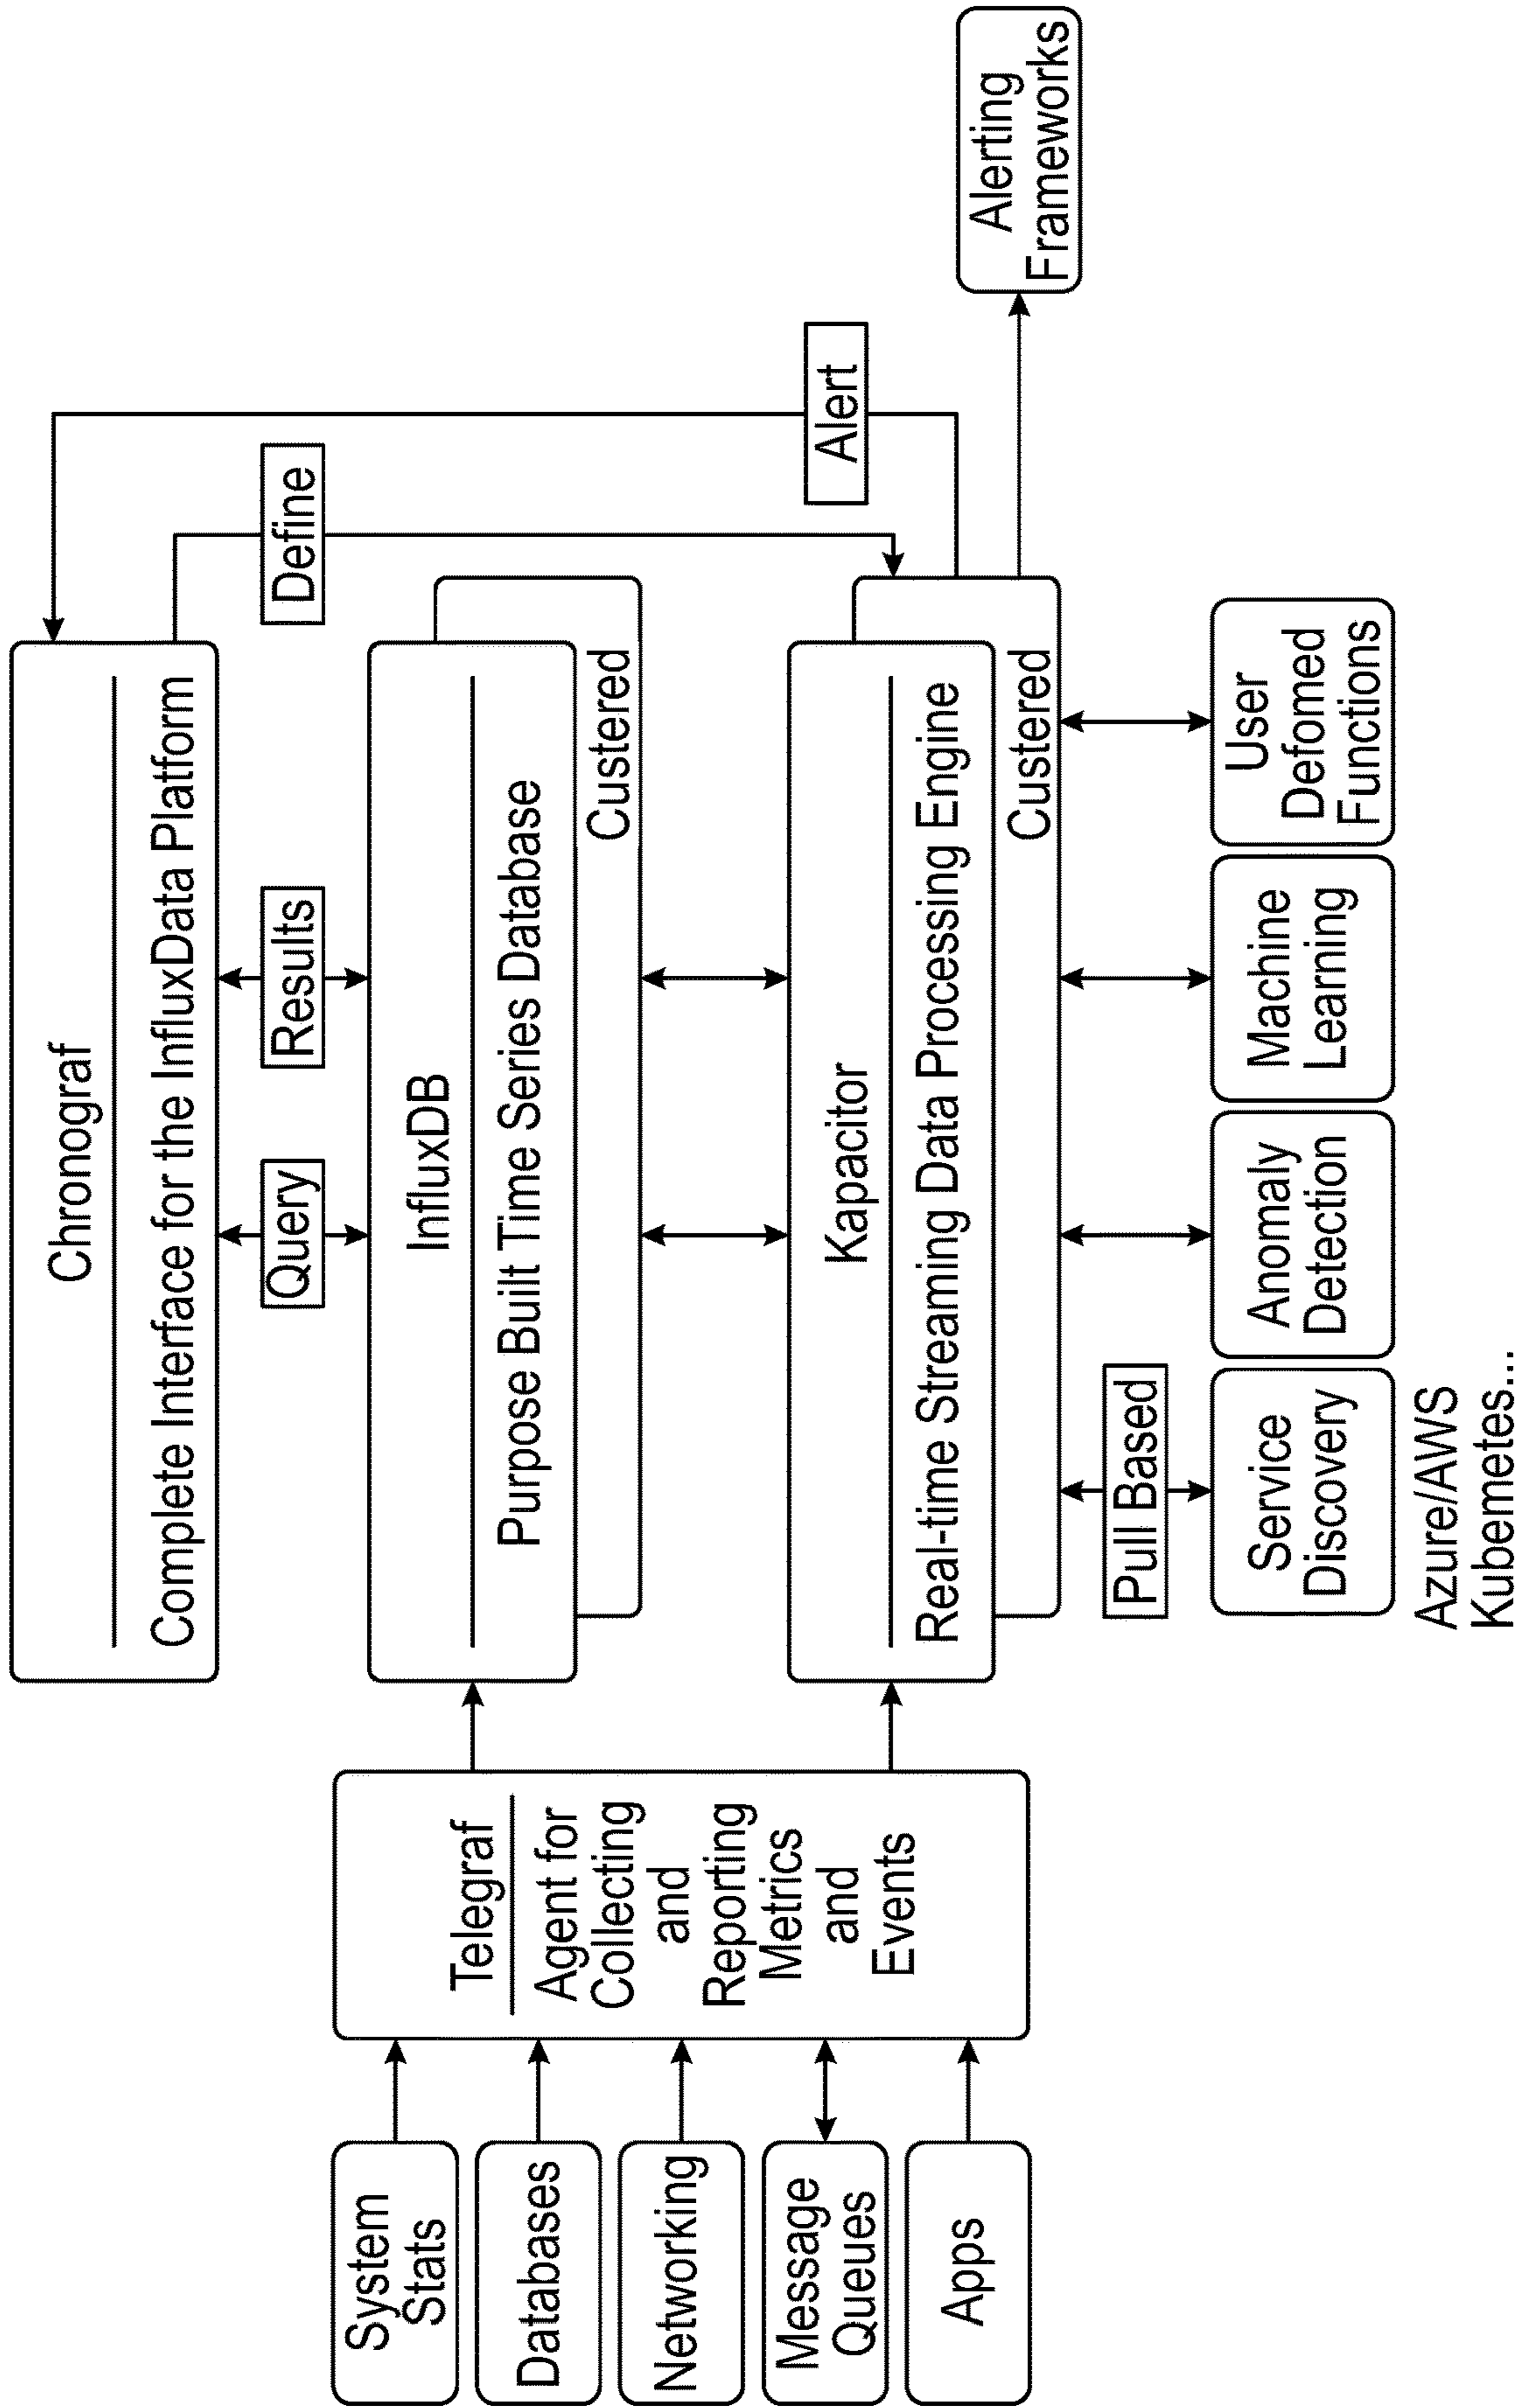 Chronograf
Complete Interface for the InfluxData Platform
Query
Results
Define
InfluxDB
Purpose Built Time Series Database
Custered
Alert
Kapacitor
Real-time Streaming Data Processing Engine
Custered
Alerting
Frameworks
Telegraf
Agent for
Collecting
and
Reporting
Metrics
and
Events
System
Stats
Databases
Networking
Message
Queues
Apps
Pull Based
Service
Discovery
Azure/AWS
Kubemetes...
Anomaly
Detection
Machine
Learning
User
Defomed
Functions